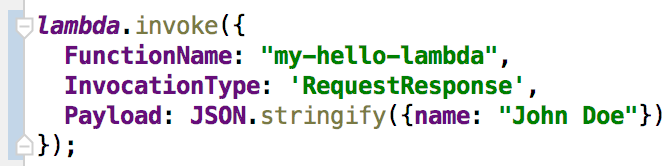 lambda.invoke({
  FunctionName: "my-hello-lambda",
  InvocationType: 'RequestResponse',
  Payload: JSON.stringify({name: "John Doe"})
});